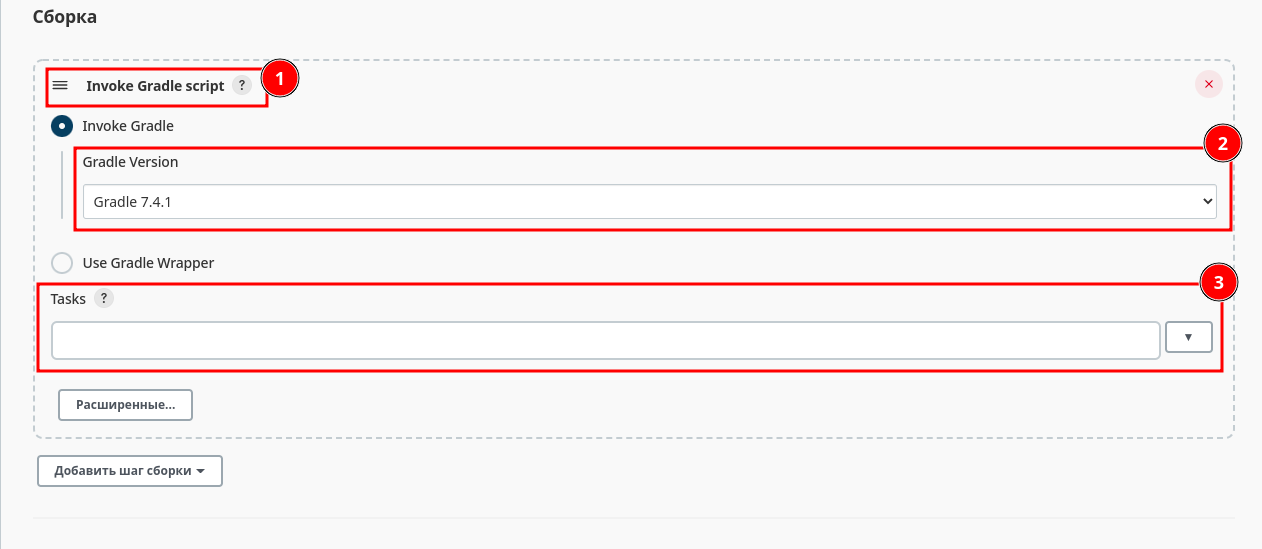 Сборка
Invoke Gradle script ? 1
Invoke Gradle
2
Gradle Version
Gradle 7.4.1
Use Gradle Wrapper
3
Tasks ?
Расширенные...
Добавить шаг сборки